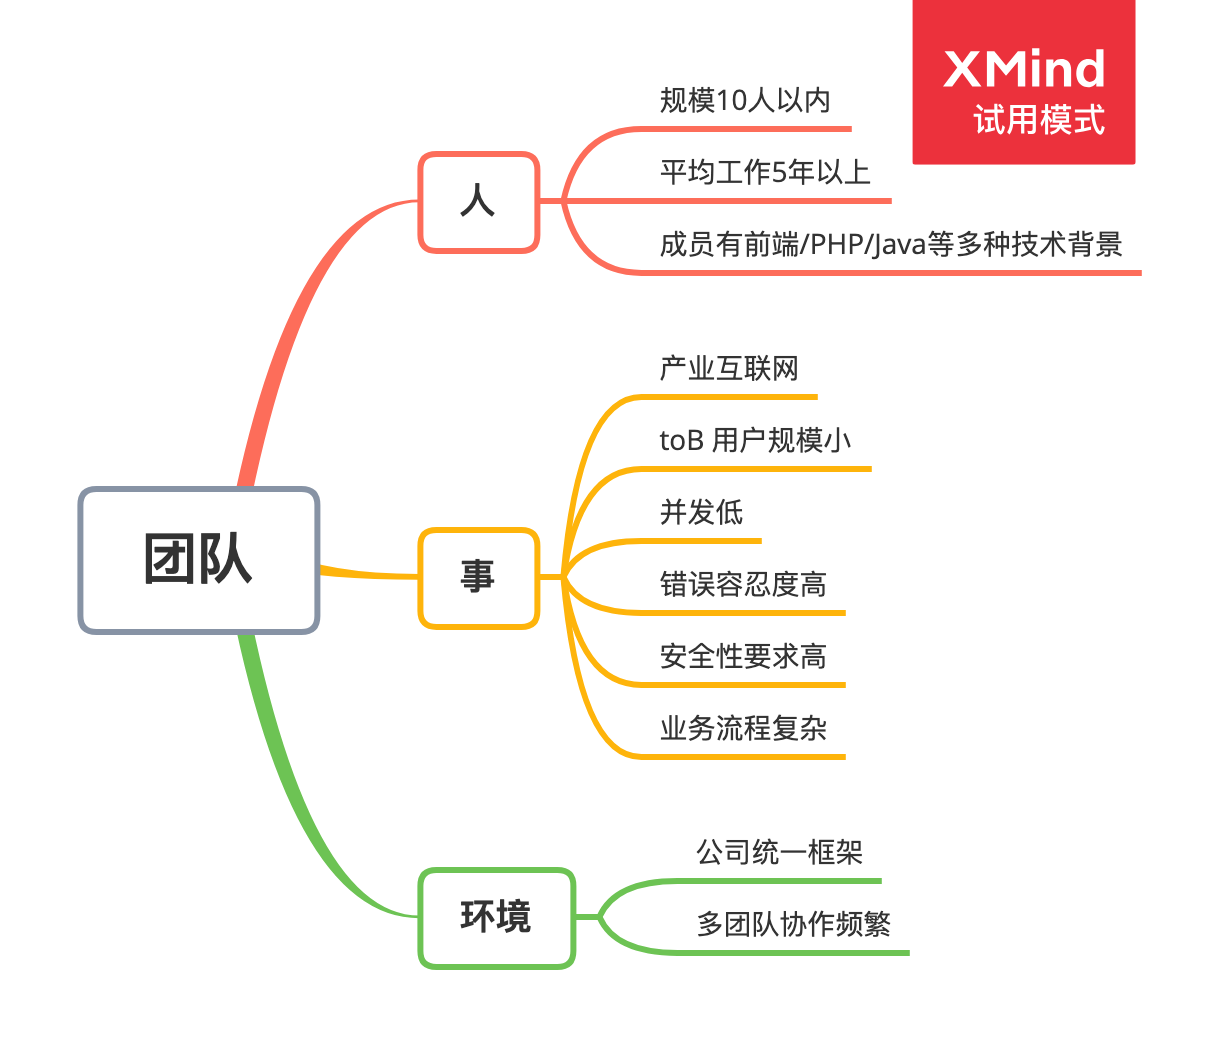 XMind
试用模式
规模10人以内
平均工作5年以上
人
成员有前端/PHP/Java等多种技术背景
产业互联网
toB 用户规模小
并发低
团队
事
错误容忍度高
安全性要求高
业务流程复杂
公司统一框架
环境
多团队协作频繁